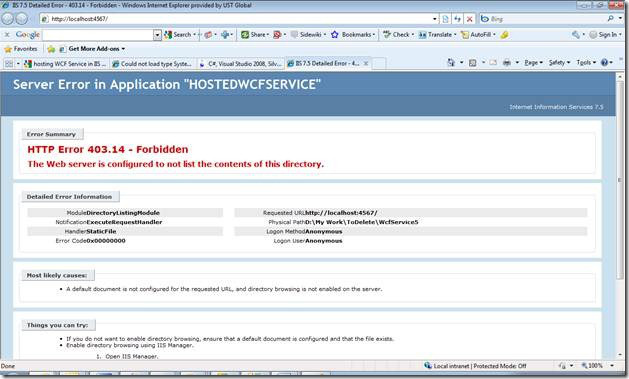 IIS 7.5 Detailed Error - 403.14 - Forbidden - Windows Internet Explorer provided by UST Global
http://localhost:4567/
Bing
Google Search Share Sidewiki Bookmarks Check Translate AutoFill Sign In
Favorites Get More Add-ons
hosting WCF Service in IIS ... Could not load type System... C#, Visual Studio 2008, Silv... IIS 7.5 Detailed Error - 4... Page Safety Tools
Server Error in Application "HOSTEDWCFSERVICE"
Internet Information Services 7.5
Error Summary
HTTP Error 403.14 - Forbidden
The Web server is configured to not list the contents of this directory.
Detailed Error Information
Module DirectoryListingModule
Notification ExecuteRequestHandler
Handler StaticFile
Error Code 0x00000000
Requested URL http://localhost:4567/
Physical Path D:\My Work\ToDelete\WcfService5
Logon Method Anonymous
Logon User Anonymous
Most likely causes:
• A default document is not configured for the requested URL, and directory browsing is not enabled on the server.
Things you can try:
• If you do not want to enable directory browsing, ensure that a default document is configured and that the file exists.
• Enable directory browsing using IIS Manager.
1. Open IIS Manager.
Done
Local intranet | Protected Mode: Off
100%